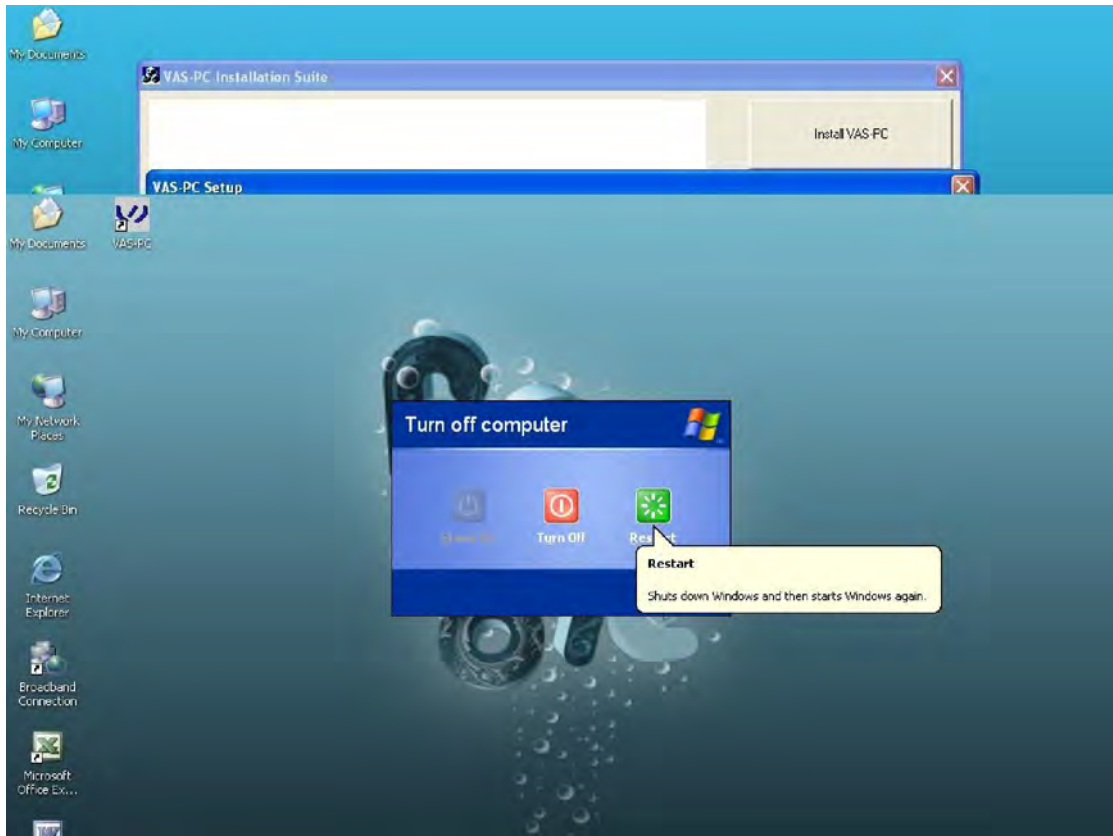 My Documents
VAS-PC Installation Suite
My Computer
Install VAS-PC
VAS-PC Setup
My Documents
VAS-PC
My Computer
My Network
Places
Turn off computer
Recycle Bin
Turn Off
Restart
Restart
Shuts down Windows and then starts Windows again.
Internet
Explorer
Broadband
Connection
Microsoft
Office Ex...